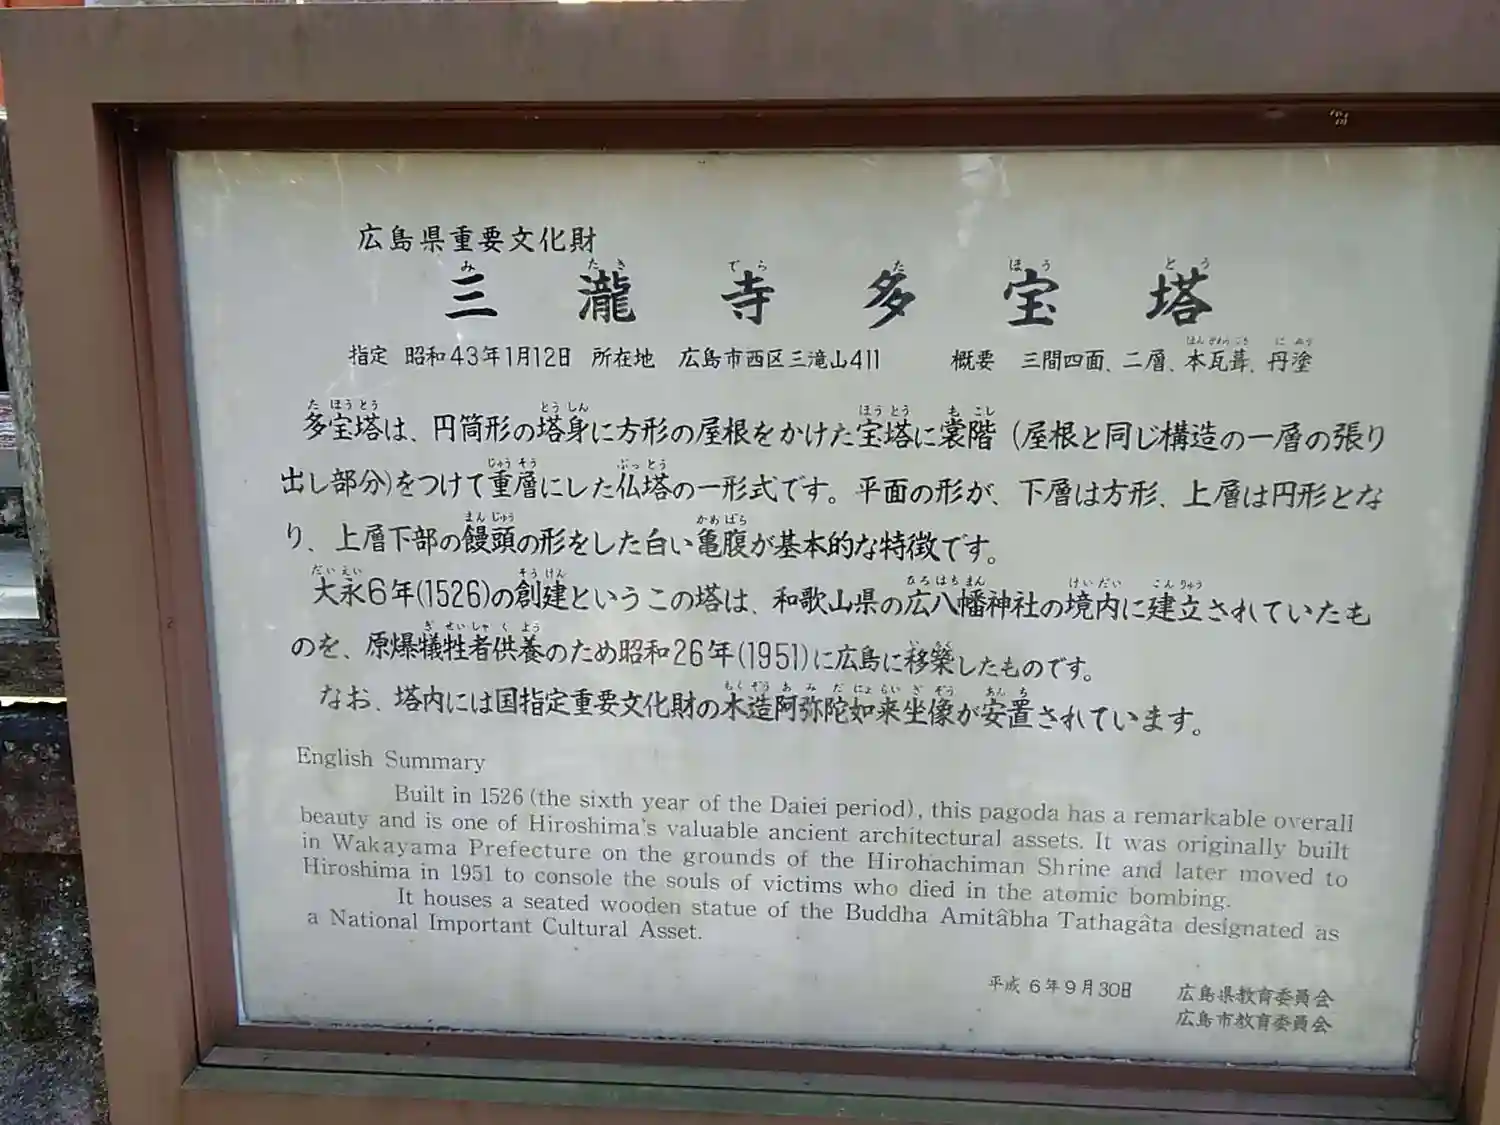 広島県重要文化財
三瀧寺多宝塔
みたきでらたほうとう
指定 昭和43年1月12日 所在地 広島市西区三滝山411 概要 三間四面、二層、本瓦葺、丹塗
多宝塔は、円筒形の塔身に方形の屋根をかけた宝塔に裳階(屋根と同じ構造の一層の張り
出し部分)をつけて重層にした仏塔の一形式です。平面の形が、下層は方形、上層は円形とな
り、上層下部の饅頭の形をした白い亀腹が基本的な特徴です。
大永6年(1526)の創建というこの塔は、和歌山県の広八幡神社の境内に建立されていたも
のを、原爆犠牲者供養のため昭和26年(1951)に広島に移築したものです。
なお、塔内には国指定重要文化財の木造阿弥陀如来坐像が安置されています。
English Summary
Built in 1526 (the sixth year of the Daiei period), this pagoda has a remarkable overall
beauty and is one of Hiroshima's valuable ancient architectural assets. It was originally built
in Wakayama Prefecture on the grounds of the Hirohachiman Shrine and later moved to
Hiroshima in 1951 to console the souls of victims who died in the atomic bombing.
It houses a seated wooden statue of the Buddha Amitâbha Tathagâta designated as
a National Important Cultural Asset.
平成6年9月30日 広島県教育委員会
広島市教育委員会